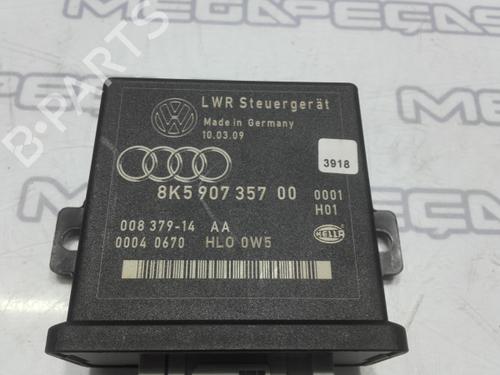 MEGAPEÇAS
LWR Steuergerät
Made in Germany
10.03.09
3918
8K5 907 357 00 0001
H01
008 379-14 AA
0004 0670 HLO 0W5
HELLA
B-PARTS